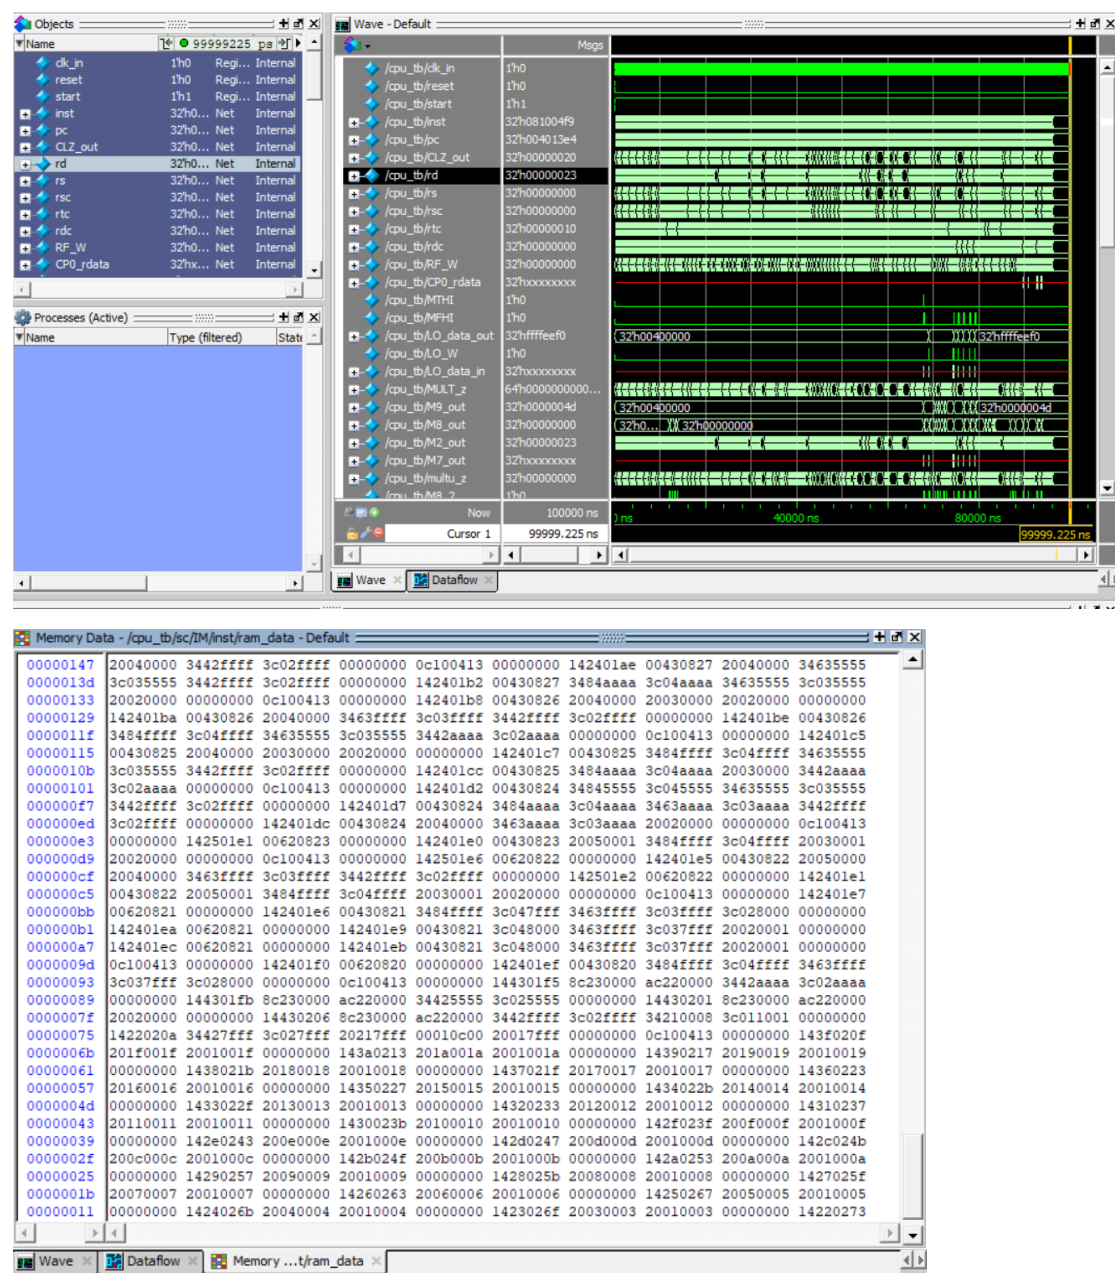 Objects
Name 99999225 ps
clk_in 1'h0 Regi... Internal
reset 1'h0 Regi... Internal
start 1'h1 Regi... Internal
inst 32'h0... Net Internal
pc 32'h0... Net Internal
CLZ_out 32'h0... Net Internal
rd 32'h0... Net Internal
rs 32'h0... Net Internal
rsc 32'h0... Net Internal
rtc 32'h0... Net Internal
rdc 32'h0... Net Internal
RF_W 32'h0... Net Internal
CP0_rdata 32'hx... Net Internal
Processes (Active)
Name Type (filtered) State
Wave - Default
Msgs
/cpu_tb/clk_in 1'h0
/cpu_tb/reset 1'h0
/cpu_tb/start 1'h1
/cpu_tb/inst 32'h081004f9
/cpu_tb/pc 32'h004013e4
/cpu_tb/CLZ_out 32'h00000020
/cpu_tb/rd 32'h00000023
/cpu_tb/rs 32'h00000000
/cpu_tb/rsc 32'h00000000
/cpu_tb/rtc 32'h00000010
/cpu_tb/rdc 32'h00000000
/cpu_tb/RF_W 32'h00000000
/cpu_tb/CP0_rdata 32'hxxxxxxxx
/cpu_tb/MTHI 1'h0
/cpu_tb/MFHI 1'h0
/cpu_tb/LO_data_out 32'hffffeef0 32'h00400000 32'hffffeef0
/cpu_tb/LO_W 1'h0
/cpu_tb/LO_data_in 32'hxxxxxxxx
/cpu_tb/MULT_z 64'h0000000000...
/cpu_tb/M9_out 32'h0000004d 32'h00400000 32'h0000004d
/cpu_tb/M8_out 32'h00000000 32'h0... 32'h00000000
/cpu_tb/M2_out 32'h00000023
/cpu_tb/M7_out 32'hxxxxxxxx
/cpu_tb/multu_z 32'h00000000
/cpu_tb/M8_2 1'h0
Now 100000 ns ns 40000 ns 80000 ns
Cursor 1 99999.225 ns 99999.225 ns
Wave Dataflow
Memory Data - /cpu_tb/sc/IM/inst/ram_data - Default
00000147 20040000 3442ffff 3c02ffff 00000000 0c100413 00000000 142401ae 00430827 20040000 34635555
0000013d 3c035555 3442ffff 3c02ffff 00000000 142401b2 00430827 3484aaaa 3c04aaaa 34635555 3c035555
00000133 20020000 00000000 0c100413 00000000 142401b8 00430826 20040000 20030000 20020000 00000000
00000129 142401ba 00430826 20040000 3463ffff 3c03ffff 3442ffff 3c02ffff 00000000 142401be 00430826
0000011f 3484ffff 3c04ffff 34635555 3c035555 3442aaaa 3c02aaaa 00000000 0c100413 00000000 142401c5
00000115 00430825 20040000 20030000 20020000 00000000 142401c7 00430825 3484ffff 3c04ffff 34635555
0000010b 3c035555 3442ffff 3c02ffff 00000000 142401cc 00430825 3484aaaa 3c04aaaa 20030000 3442aaaa
00000101 3c02aaaa 00000000 0c100413 00000000 142401d2 00430824 34845555 3c045555 34635555 3c035555
000000f7 3442ffff 3c02ffff 00000000 142401d7 00430824 3484aaaa 3c04aaaa 3463aaaa 3c03aaaa 3442ffff
000000ed 3c02ffff 00000000 142401dc 00430824 20040000 3463aaaa 3c03aaaa 20020000 00000000 0c100413
000000e3 00000000 142501e1 00620823 00000000 142401e0 00430823 20050001 3484ffff 3c04ffff 20030001
000000d9 20020000 00000000 0c100413 00000000 142501e6 00620822 00000000 142401e5 00430822 20050000
000000cf 20040000 3463ffff 3c03ffff 3442ffff 3c02ffff 00000000 142501e2 00620822 00000000 142401e1
000000c5 00430822 20050001 3484ffff 3c04ffff 20030001 20020000 00000000 0c100413 00000000 142401e7
000000bb 00620821 00000000 142401e6 00430821 3484ffff 3c047fff 3463ffff 3c03ffff 3c028000 00000000
000000b1 142401ea 00620821 00000000 142401e9 00430821 3c048000 3463ffff 3c037fff 20020001 00000000
000000a7 142401ec 00620821 00000000 142401eb 00430821 3c048000 3463ffff 3c037fff 20020001 00000000
0000009d 0c100413 00000000 142401f0 00620820 00000000 142401ef 00430820 3484ffff 3c04ffff 3463ffff
00000093 3c037fff 3c028000 00000000 0c100413 00000000 144301f5 8c230000 ac220000 3442aaaa 3c02aaaa
00000089 00000000 144301fb 8c230000 ac220000 34425555 3c025555 00000000 14430201 8c230000 ac220000
0000007f 20020000 00000000 14430206 8c230000 ac220000 3442ffff 3c02ffff 34210008 3c011001 00000000
00000075 1422020a 34427fff 3c027fff 20217fff 00010c00 20017fff 00000000 0c100413 00000000 143f020f
0000006b 201f001f 2001001f 00000000 143a0213 201a001a 2001001a 00000000 14390217 20190019 20010019
00000061 00000000 1438021b 20180018 20010018 00000000 1437021f 20170017 20010017 00000000 14360223
00000057 20160016 20010016 00000000 14350227 20150015 20010015 00000000 1434022b 20140014 20010014
0000004d 00000000 1433022f 20130013 20010013 00000000 14320233 20120012 20010012 00000000 14310237
00000043 20110011 20010011 00000000 1430023b 20100010 20010010 00000000 142f023f 200f000f 2001000f
00000039 00000000 142e0243 200e000e 2001000e 00000000 142d0247 200d000d 2001000d 00000000 142c024b
0000002f 200c000c 2001000c 00000000 142b024f 200b000b 2001000b 00000000 142a0253 200a000a 2001000a
00000025 00000000 14290257 20090009 20010009 00000000 1428025b 20080008 20010008 00000000 1427025f
0000001b 20070007 20010007 00000000 14260263 20060006 20010006 00000000 14250267 20050005 20010005
00000011 00000000 1424026b 20040004 20010004 00000000 1423026f 20030003 20010003 00000000 14220273
Wave Dataflow Memory ...t/ram_data